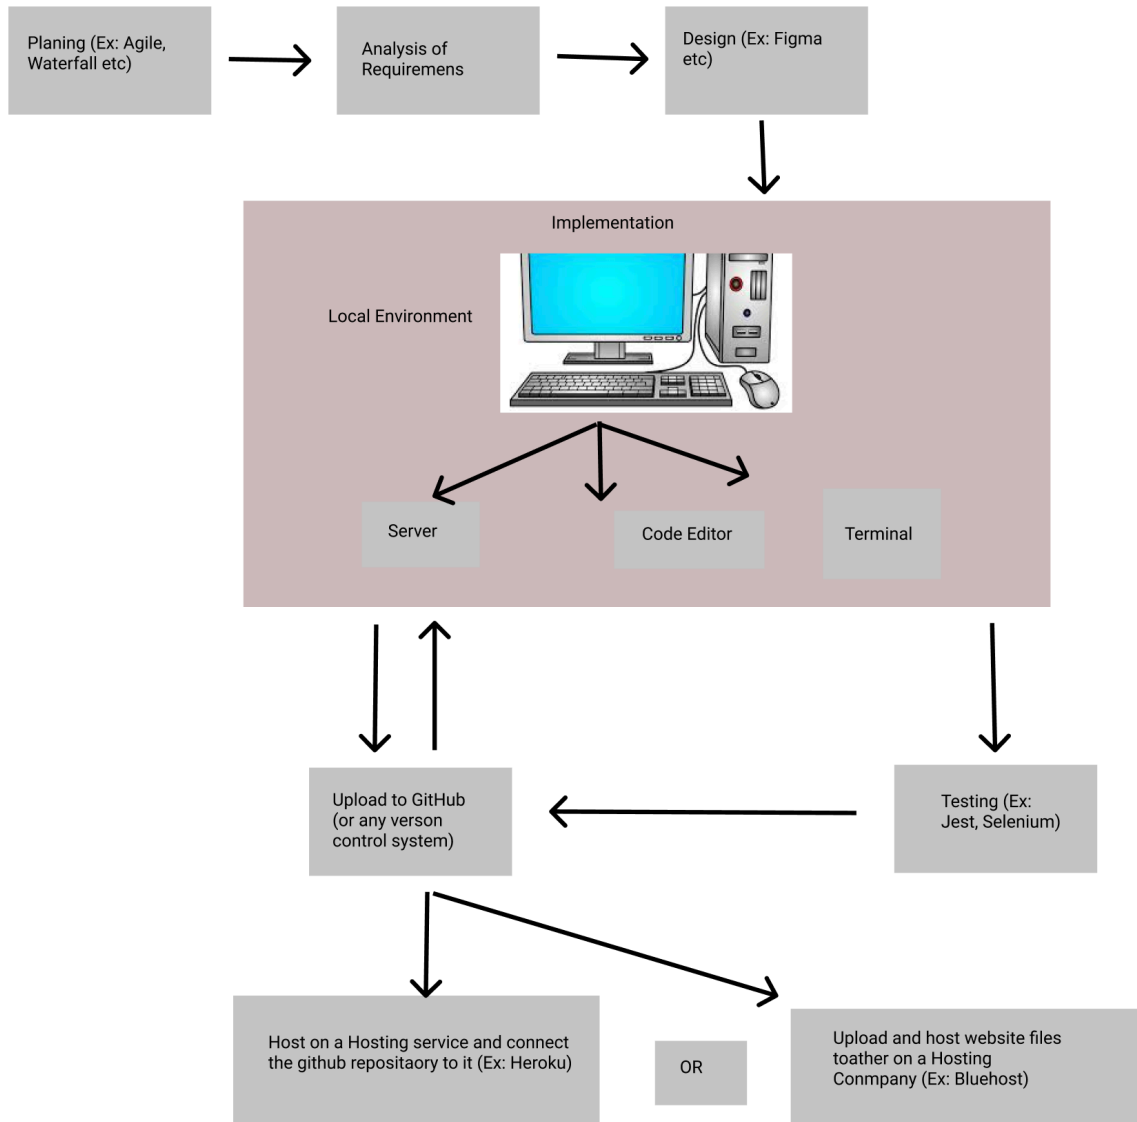 Planing (Ex: Agile,
Waterfall etc)
Analysis of
Requiremens
Design (Ex: Figma
etc)
Implementation
Local Environment
Server
Code Editor
Terminal
Upload to GitHub
(or any verson
control system)
Testing (Ex:
Jest, Selenium)
Host on a Hosting service and connect
the github repositaory to it (Ex: Heroku)
OR
Upload and host website files
toather on a Hosting
Conmpany (Ex: Bluehost)